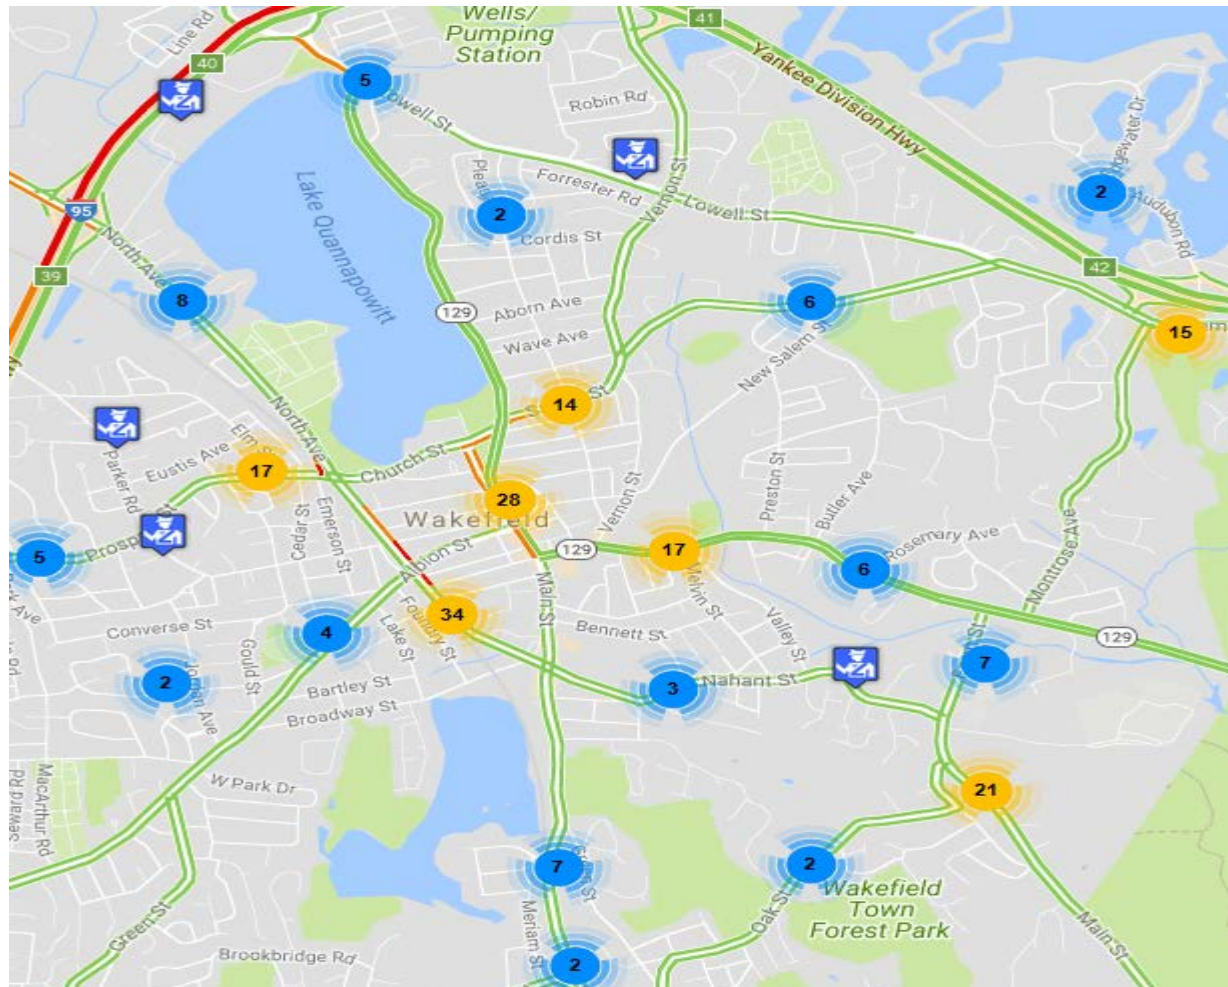 Wells/
Pumping
Station
41
Line Rd
40
5
Lowell St
Robin Rd
Yankee Division Hwy
Forrester Rd
Vernon St
Lowell St
2
Audubon Rd
95
North Ave
2
Cordis St
39
Lake Quannapowitt
42
8
129
Aborn Ave
6
Wave Ave
New Salem St
15
14
St
North Ave
Church St
Parker Rd
Eustis Ave
17
28
Wakefield
Cedar St
Emerson St
Vernon St
Preston St
Butler Ave
5
Albion St
129
17
Rosemary Ave
6
Montrose Ave
Main St
Melvin St
34
Foundry St
Lake St
Converse St
4
Bennett St
Valley St
129
Gould St
2
Bartley St
Broadway St
3
Nahant St
7
W Park Dr
MacArthur Rd
Seward Rd
21
7
2
Wakefield
Town
Forest Park
Oak St
Main St
Green St
Meriam St
Brookbridge Rd
2